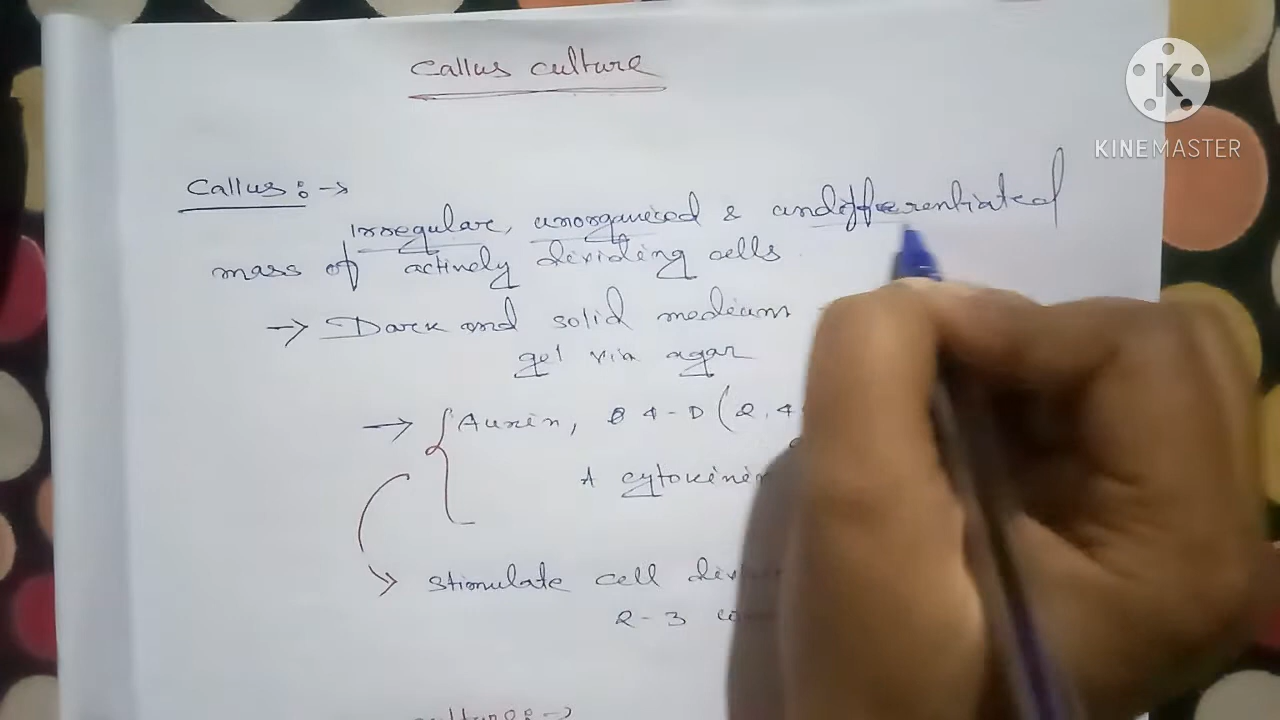 Callus culture
K
KINEMASTER
Callus: →
Irregular, unorganised & undifferentiated
mass of actively dividing cells
→ Dark and solid medium
gel via agar
→ { Auxin, 2 4-D (2, 4
A cytokinin
→ stimulate cell
2-3
culture: →